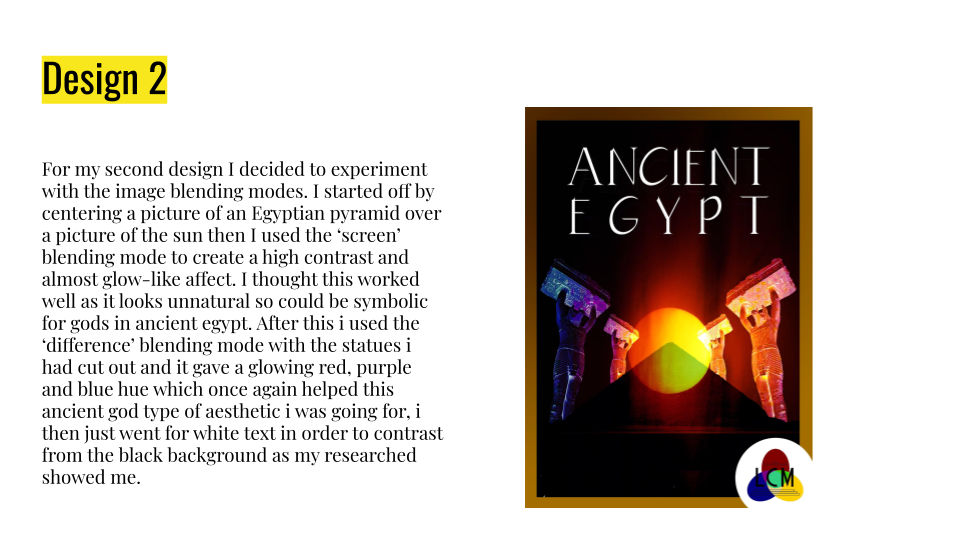 Design 2
For my second design I decided to experiment
with the image blending modes. I started off by
centering a picture of an Egyptian pyramid over
a picture of the sun then I used the ‘screen’
blending mode to create a high contrast and
almost glow-like affect. I thought this worked
well as it looks unnatural so could be symbolic
for gods in ancient egypt. After this i used the
‘difference’ blending mode with the statues i
had cut out and it gave a glowing red, purple
and blue hue which once again helped this
ancient god type of aesthetic i was going for, i
then just went for white text in order to contrast
from the black background as my researched
showed me.
ANCIENT
EGYPT
LCM